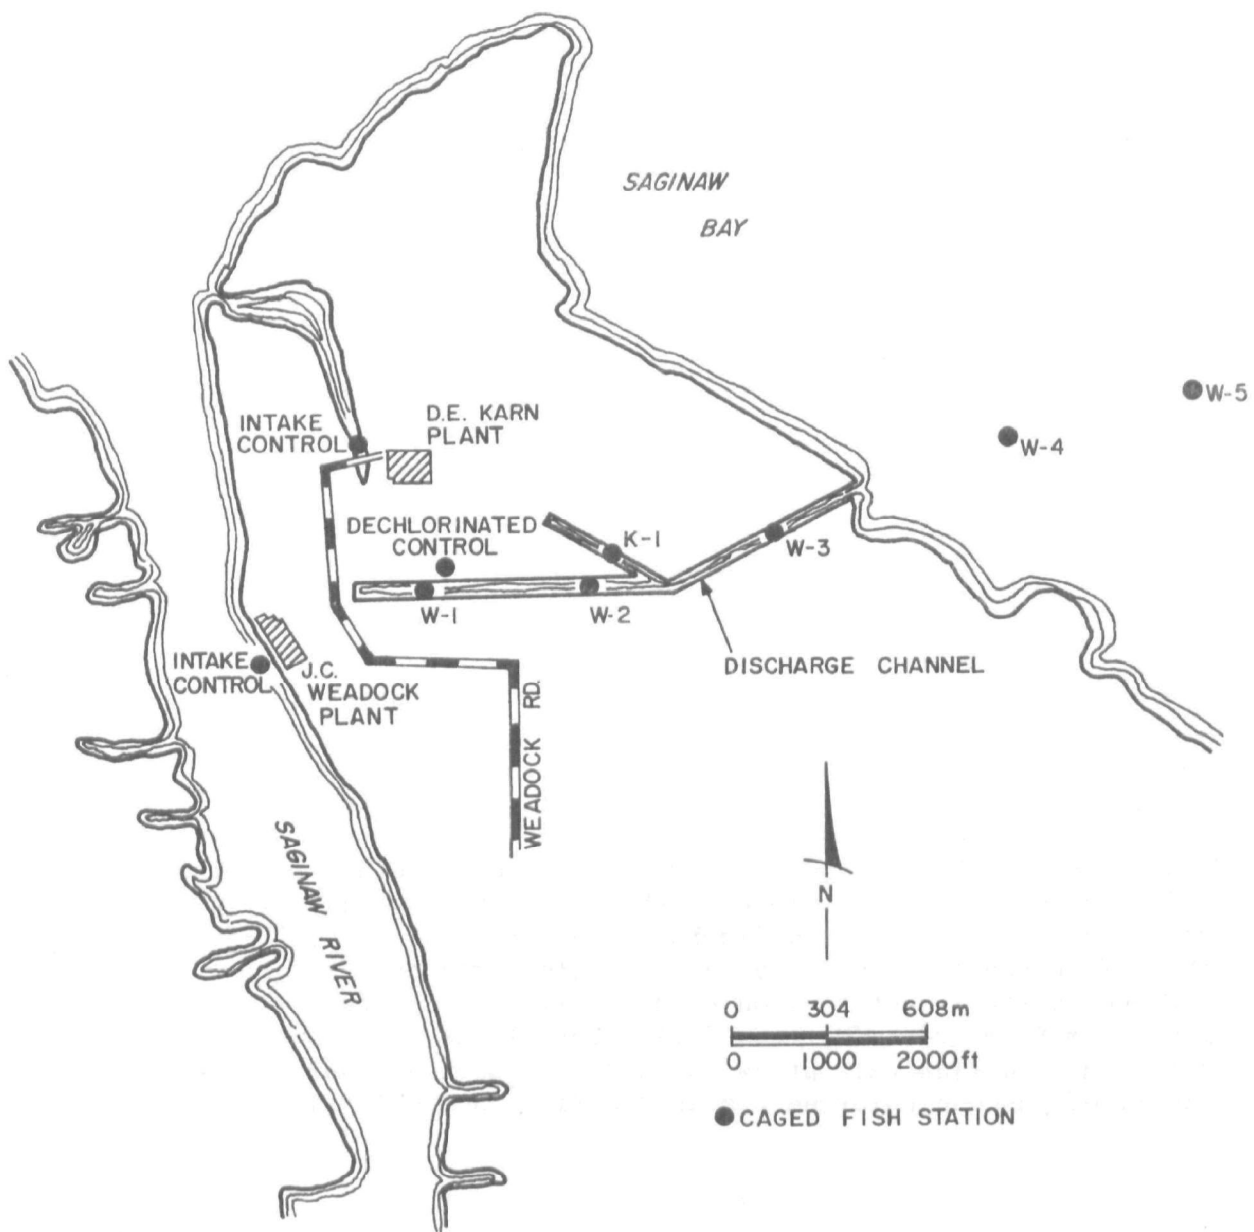 SAGINAW
BAY
W-5
W-4
INTAKE
CONTROL
D.E. KARN
PLANT
DECHLORINATED
CONTROL
K-1
W-3
W-1
W-2
DISCHARGE CHANNEL
INTAKE
CONTROL
J.C.
WEADOCK
PLANT
WEADOCK RD.
SAGINAW RIVER
N
0 304 608m
0 1000 2000ft
CAGED FISH STATION